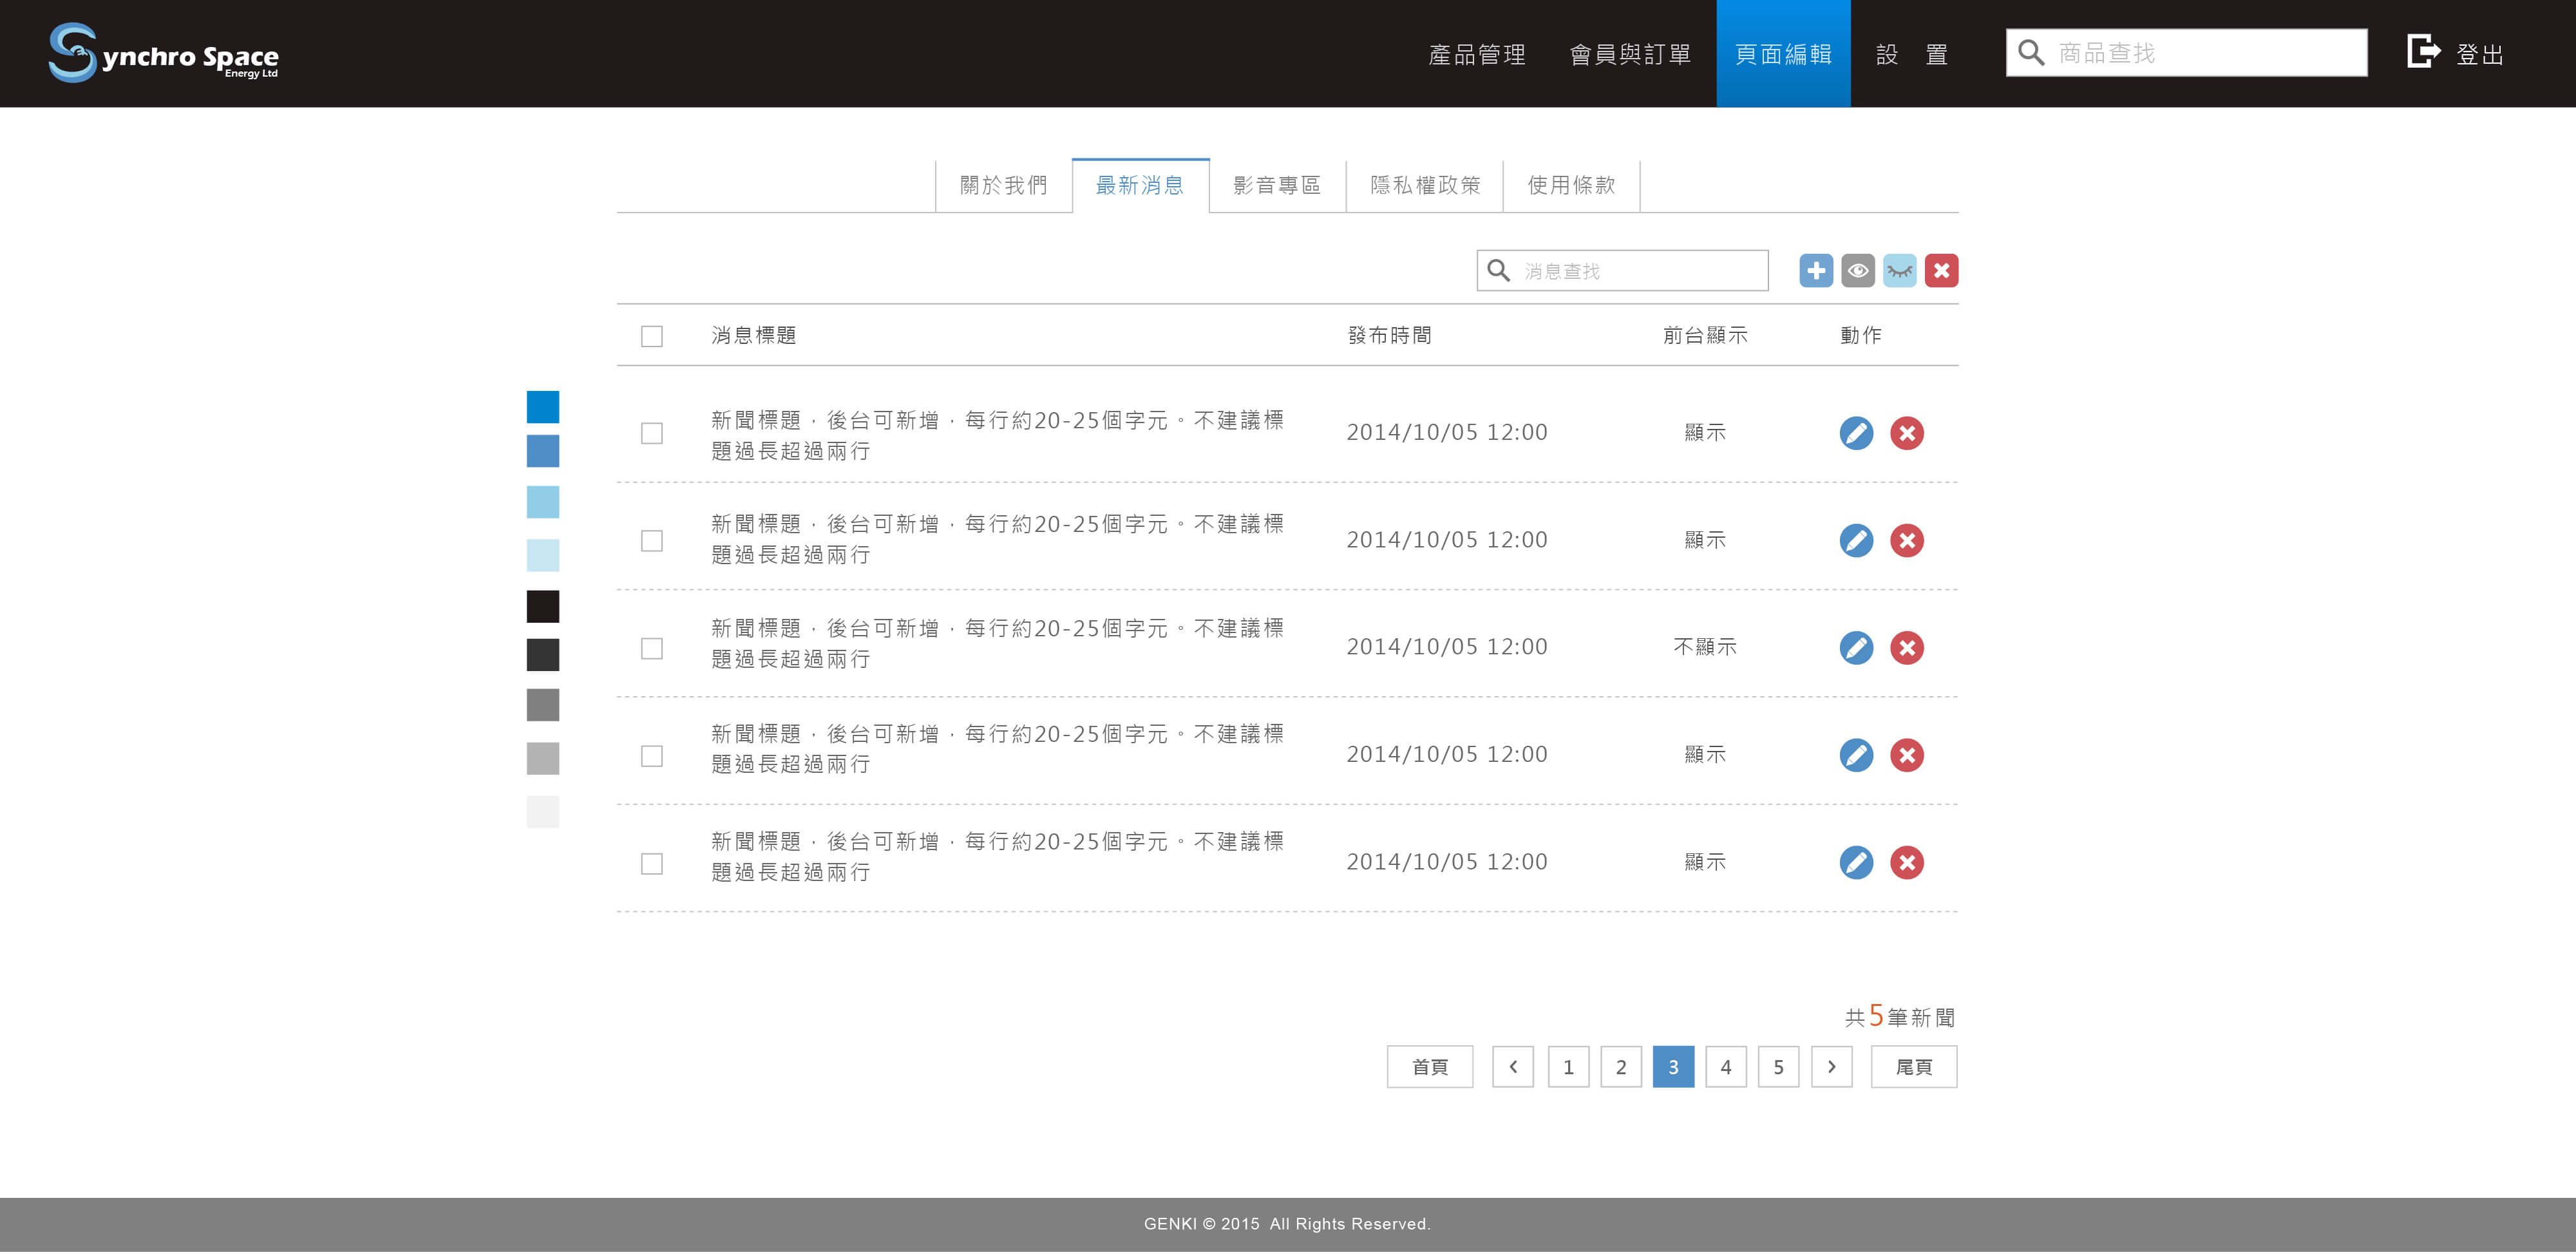 Synchro Space
Energy Ltd
產品管理
會員與訂單
頁面編輯
設 置
商品查找
登出
關於我們
最新消息
影音專區
隱私權政策
使用條款
消息查找
消息標題 發布時間 前台顯示 動作
新聞標題，後台可新增，每行約20-25個字元。不建議標
題過長超過兩行
2014/10/05 12:00
顯示
新聞標題，後台可新增，每行約20-25個字元。不建議標
題過長超過兩行
2014/10/05 12:00
顯示
新聞標題，後台可新增，每行約20-25個字元。不建議標
題過長超過兩行
2014/10/05 12:00
不顯示
新聞標題，後台可新增，每行約20-25個字元。不建議標
題過長超過兩行
2014/10/05 12:00
顯示
新聞標題，後台可新增，每行約20-25個字元。不建議標
題過長超過兩行
2014/10/05 12:00
顯示
共5筆新聞
首頁 ‹ 1 2 3 4 5 › 尾頁
GENKI © 2015 All Rights Reserved.